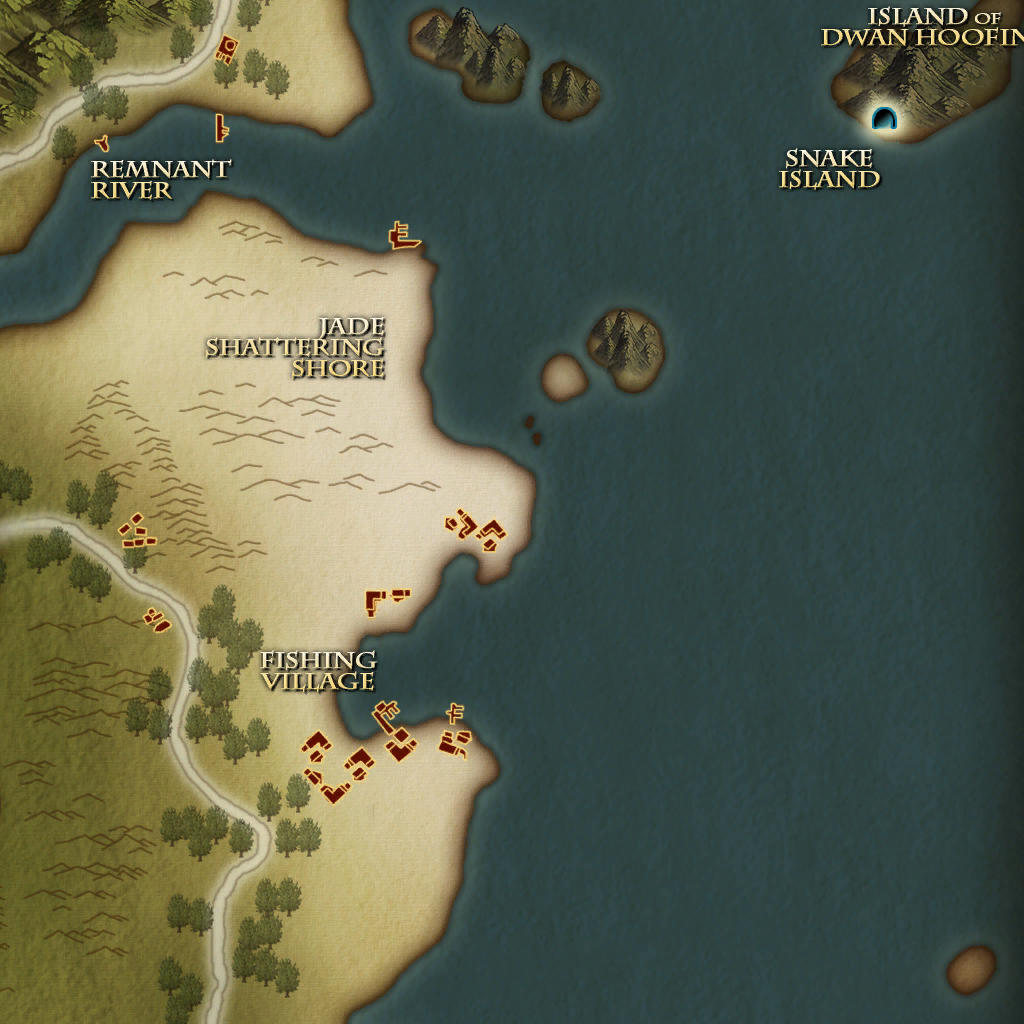 ISLAND OF
DWAN HOOFIN
SNAKE
ISLAND
REMNANT
RIVER
JADE
SHATTERING
SHORE
FISHING
VILLAGE